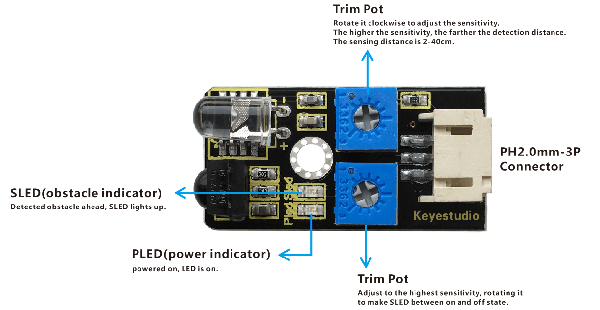 Trim Pot
Rotate it clockwise to adjust the sensitivity.
The higher the sensitivity, the farther the detection distance.
The sensing distance is 2-40cm.
PH2.0mm-3P
Connector
SLED(obstacle indicator)
Detected obstacle ahead, SLED lights up.
Pled Sled
Keyestudio
PLED(power indicator)
powered on, LED is on.
Trim Pot
Adjust to the highest sensitivity, rotating it
to make SLED between on and off state.